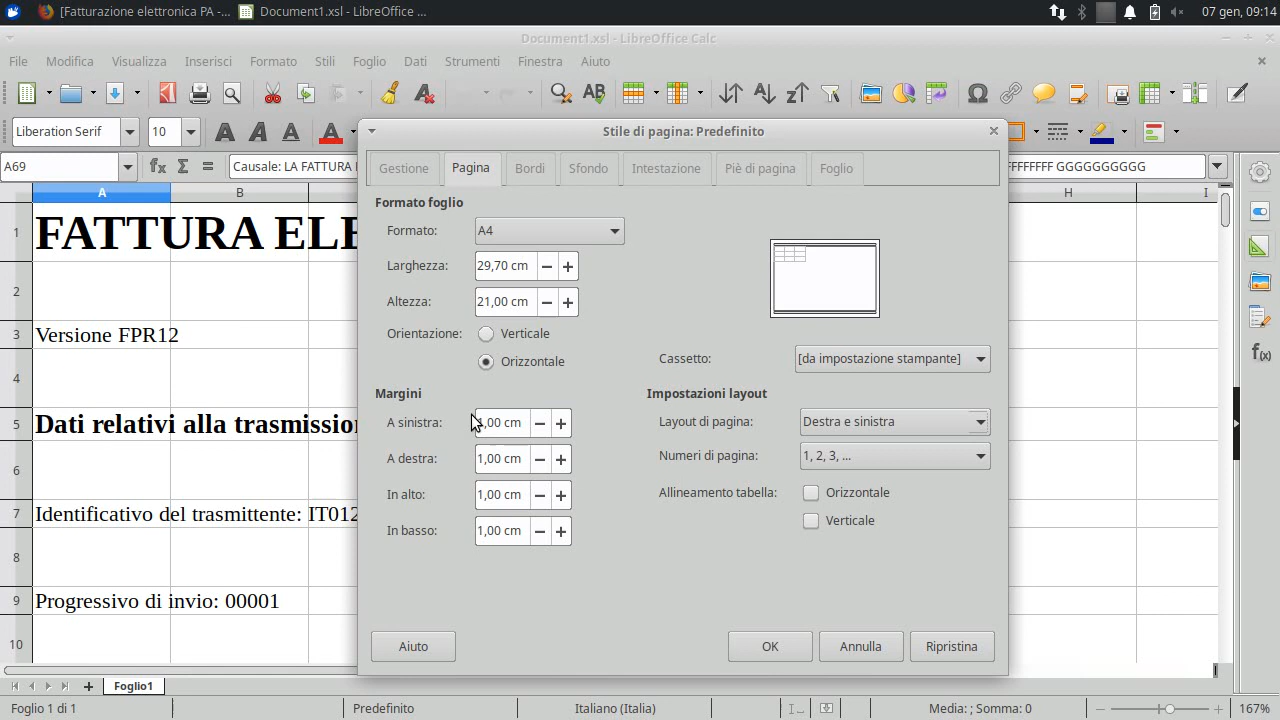 [Fatturazione elettronica PA -... Document1.xsl - LibreOffice ... 07 gen, 09:14
Document1.xsl - LibreOffice Calc
File Modifica Visualizza Inserisci Formato Stili Foglio Dati Strumenti Finestra Aiuto
Liberation Serif 10
Stile di pagina: Predefinito
A69 Causale: LA FATTURA FFFFFFF GGGGGGGGGG
Gestione Pagina Bordi Sfondo Intestazione Piè di pagina Foglio
A B H I
Formato foglio
1 FATTURA ELE
Formato: A4
Larghezza: 29,70 cm
2
Altezza: 21,00 cm
3 Versione FPR12
Orientazione: Verticale
Orizzontale
Cassetto: [da impostazione stampante]
4
Margini Impostazioni layout
5 Dati relativi alla trasmission
A sinistra: 1,00 cm Layout di pagina: Destra e sinistra
A destra: 1,00 cm Numeri di pagina: 1, 2, 3, ...
6
In alto: 1,00 cm Allineamento tabella: Orizzontale
7 Identificativo del trasmittente: IT012
Verticale
In basso: 1,00 cm
8
9 Progressivo di invio: 00001
10
Aiuto OK Annulla Ripristina
Foglio1
Foglio 1 di 1 Predefinito Italiano (Italia) Media: ; Somma: 0 167%